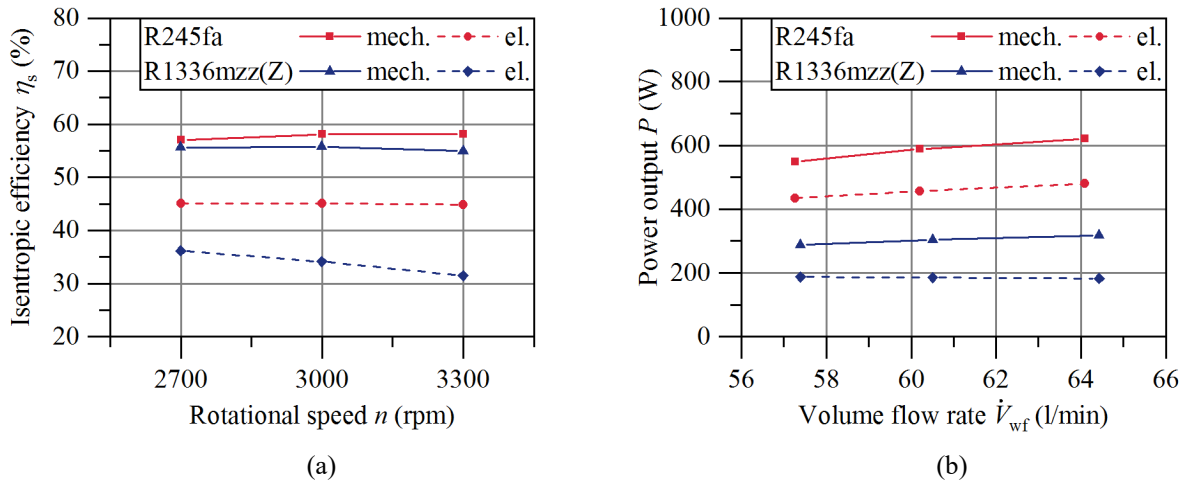 R245fa mech. el.
R1336mzz(Z) mech. el.
80
70
60
50
40
30
20
Isentropic efficiency ηs (%)
2700 3000 3300
Rotational speed n (rpm)
(a)
R245fa mech. el.
R1336mzz(Z) mech. el.
1000
800
600
400
200
0
Power output P (W)
56 58 60 62 64 66
Volume flow rate V̇wf (l/min)
(b)